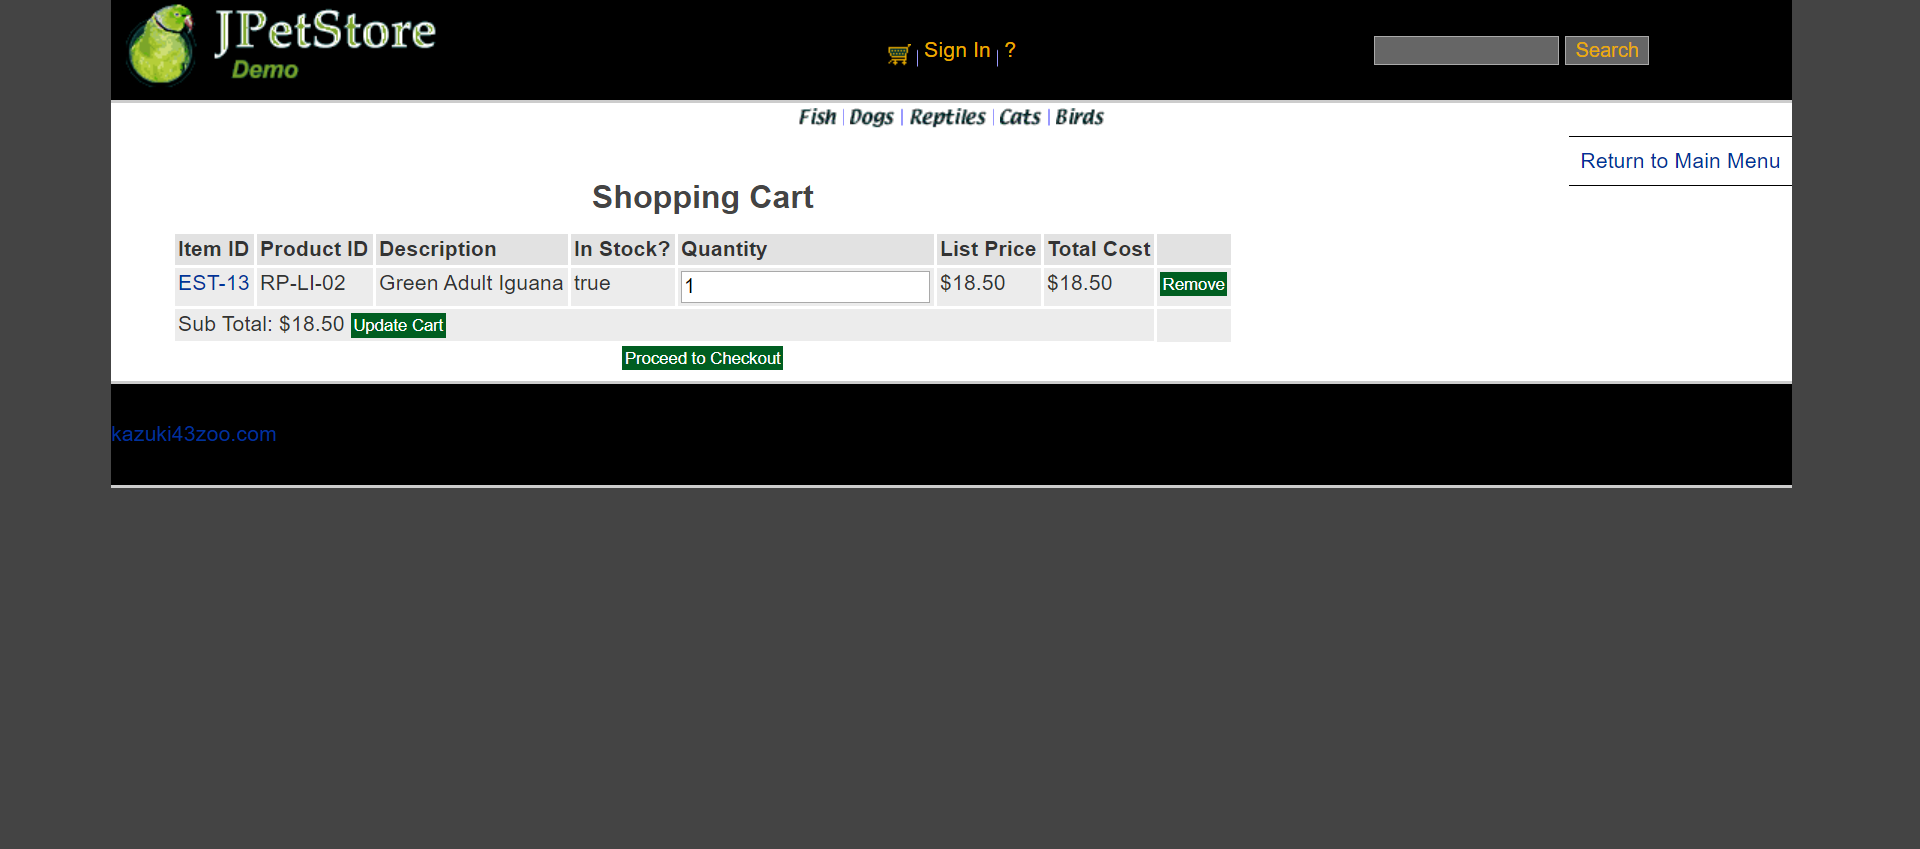 JPetStore
Demo
Sign In ?
Search
Fish Dogs Reptiles Cats Birds
Return to Main Menu
Shopping Cart
Item ID Product ID Description In Stock? Quantity List Price Total Cost
EST-13 RP-LI-02 Green Adult Iguana true 1 $18.50 $18.50 Remove
Sub Total: $18.50 Update Cart
Proceed to Checkout
kazuki43zoo.com